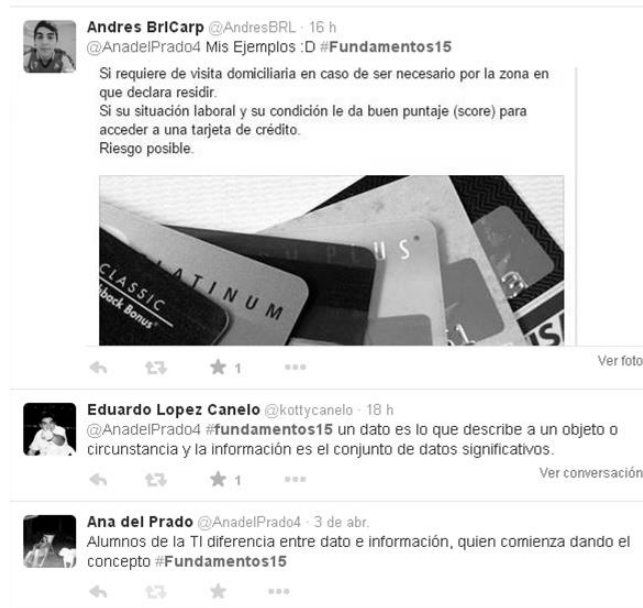 Andres BrlCarp @AndresBRL · 16 h
@AnadelPrado4 Mis Ejemplos :D #Fundamentos15
Si requiere de visita domiciliaria en caso de ser necesario por la zona en
que declara residir.
Si su situación laboral y su condición le da buen puntaje (score) para
acceder a una tarjeta de crédito.
Riesgo posible.
CLASSIC
hback Bonus®
LATINUM
PLUS
Ver foto
1
Eduardo Lopez Canelo @kottycanelo · 18 h
@AnadelPrado4 #fundamentos15 un dato es lo que describe a un objeto o
circunstancia y la información es el conjunto de datos significativos.
1
Ver conversación
Ana del Prado @AnadelPrado4 · 3 de abr.
Alumnos de la TI diferencia entre dato e información, quien comienza dando el
concepto #Fundamentos15